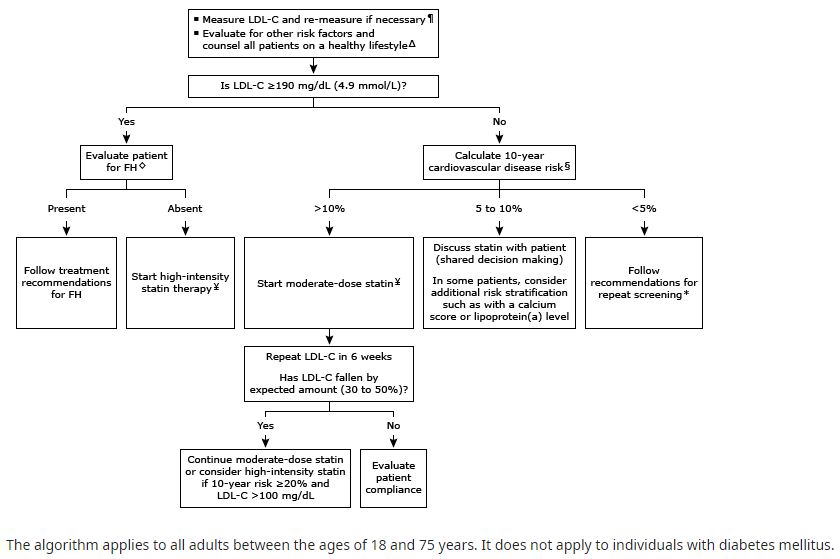 ▪ Measure LDL-C and re-measure if necessary¶
▪ Evaluate for other risk factors and
counsel all patients on a healthy lifestyleΔ
Is LDL-C ≥190 mg/dL (4.9 mmol/L)?
Yes
No
Evaluate patient
for FH◇
Calculate 10-year
cardiovascular disease risk§
Present
Absent
>10%
5 to 10%
<5%
Follow treatment
recommendations
for FH
Start high-intensity
statin therapy¥
Start moderate-dose statin¥
Discuss statin with patient
(shared decision making)
In some patients, consider
additional risk stratification
such as with a calcium
score or lipoprotein(a) level
Follow
recommendations for
repeat screening*
Repeat LDL-C in 6 weeks
Has LDL-C fallen by
expected amount (30 to 50%)?
Yes
No
Continue moderate-dose statin
or consider high-intensity statin
if 10-year risk ≥20% and
LDL-C >100 mg/dL
Evaluate
patient
compliance
The algorithm applies to all adults between the ages of 18 and 75 years. It does not apply to individuals with diabetes mellitus.